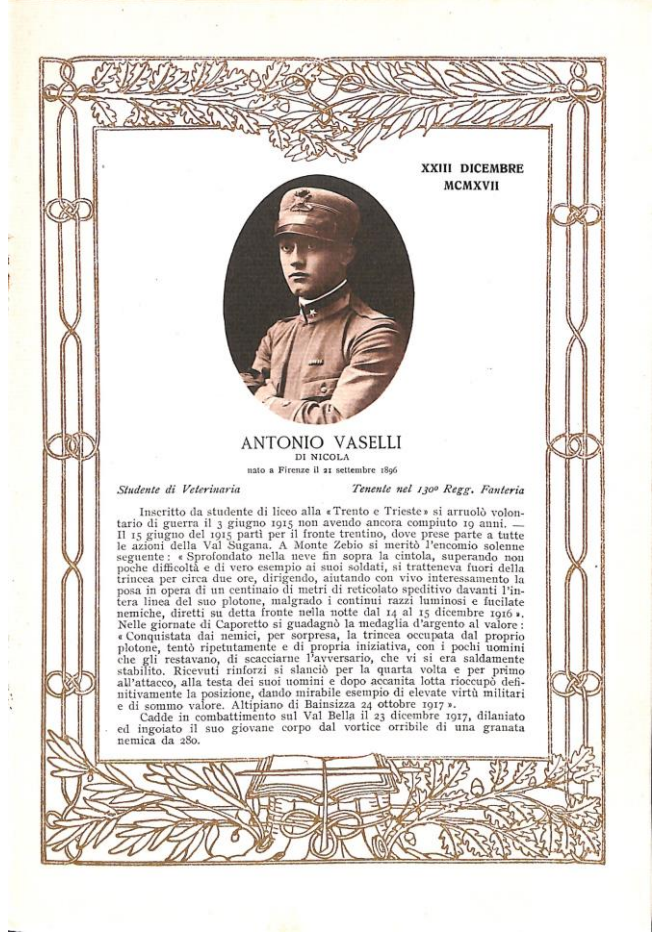 XXIII DICEMBRE
MCMXVII
ANTONIO VASELLI
DI NICOLA
nato a Firenze il 21 settembre 1896
Studente di Veterinaria Tenente nel 130º Regg. Fanteria
Inscritto da studente di liceo alla « Trento e Trieste » si arruolò volon-
tario di guerra il 3 giugno 1915 non avendo ancora compiuto 19 anni. —
Il 15 giugno del 1915 partì per il fronte trentino, dove prese parte a tutte
le azioni della Val Sugana. A Monte Zebio si meritò l'encomio solenne
seguente : « Sprofondato nella neve fin sopra la cintola, superando non
poche difficoltà e di vero esempio ai suoi soldati, si tratteneva fuori della
trincea per circa due ore, dirigendo, aiutando con vivo interessamento la
posa in opera di un centinaio di metri di reticolato speditivo davanti l'in-
tera linea del suo plotone, malgrado i continui razzi luminosi e fucilate
nemiche, diretti su detta fronte nella notte dal 14 al 15 dicembre 1916 ».
Nelle giornate di Caporetto si guadagnò la medaglia d'argento al valore :
« Conquistata dai nemici, per sorpresa, la trincea occupata dal proprio
plotone, tentò ripetutamente e di propria iniziativa, con i pochi uomini
che gli restavano, di scacciarne l'avversario, che vi si era saldamente
stabilito. Ricevuti rinforzi si slanciò per la quarta volta e per primo
all'attacco, alla testa dei suoi uomini e dopo accanita lotta rioccupò defi-
nitivamente la posizione, dando mirabile esempio di elevate virtù militari
e di sommo valore. Altipiano di Bainsizza 24 ottobre 1917 ».
Cadde in combattimento sul Val Bella il 23 dicembre 1917, dilaniato
ed ingoiato il suo giovane corpo dal vortice orribile di una granata
nemica da 280.